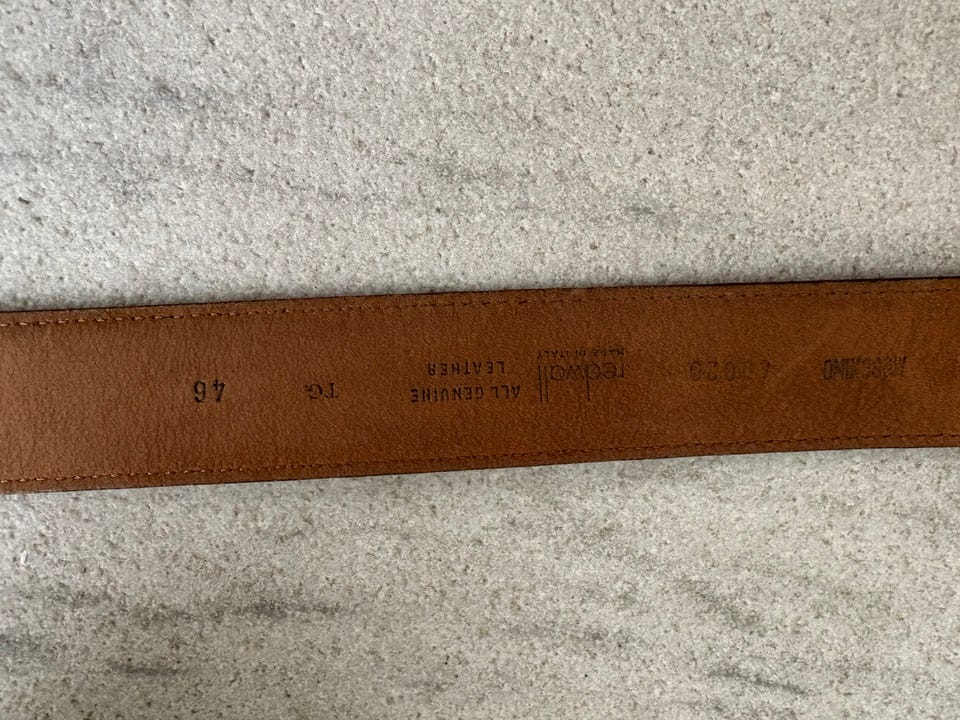 MOSCHINO
redwall
MADE IN ITALY
ALL GENUINE
LEATHER
TG.
46